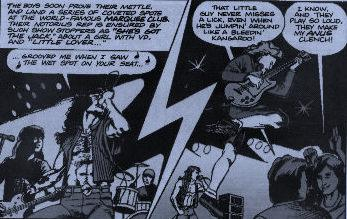 THE BOYS SOON PROVE THEIR METTLE,
AND LAND A SERIES OF COVETED SPOTS
AT THE WORLD-FAMOUS MARQUEE CLUB.
THEIR NOTORIOUS REP IS ENSURED BY
SUCH SHOW STOPPERS AS "SHE'S GOT
THE JACK," ABOUT A GIRL WITH VD,
AND "LITTLE LOVER...
... GROOVED ME WHEN I SAW
THE WET SPOT ON YOUR SEAT...
THAT LITTLE
GUY NEVER MISSES
A LICK, EVEN WHEN
HE'S JUMPIN' AROUND
LIKE A BLEEDIN'
KANGAROO!
I KNOW,
AND THEY
PLAY SO LOUD,
THEY MAKE
MY ANUS
CLENCH!